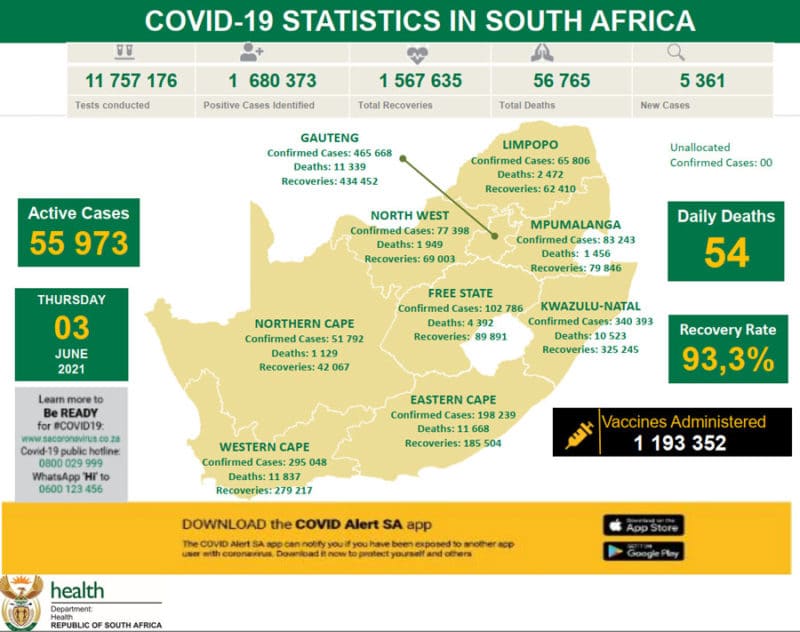 COVID-19 STATISTICS IN SOUTH AFRICA
11 757 176
Tests conducted
1 680 373
Positive Cases Identified
1 567 635
Total Recoveries
56 765
Total Deaths
5 361
New Cases
GAUTENG
Confirmed Cases: 465 668
Deaths: 11 339
Recoveries: 434 452
LIMPOPO
Confirmed Cases: 65 806
Deaths: 2 472
Recoveries: 62 410
Unallocated
Confirmed Cases: 00
Active Cases
55 973
NORTH WEST
Confirmed Cases: 77 398
Deaths: 1 949
Recoveries: 69 003
MPUMALANGA
Confirmed Cases: 83 243
Deaths: 1 456
Recoveries: 79 846
Daily Deaths
54
THURSDAY
03
JUNE
2021
FREE STATE
Confirmed Cases: 102 786
Deaths: 4 392
Recoveries: 89 891
KWAZULU-NATAL
Confirmed Cases: 340 393
Deaths: 10 523
Recoveries: 325 245
NORTHERN CAPE
Confirmed Cases: 51 792
Deaths: 1 129
Recoveries: 42 067
Recovery Rate
93,3%
Learn more to
Be READY
for #COVID19:
www.sacoronavirus.co.za
Covid-19 public hotline:
0800 029 999
WhatsApp 'Hi' to
0600 123 456
EASTERN CAPE
Confirmed Cases: 198 239
Deaths: 11 668
Recoveries: 185 504
Vaccines Administered
1 193 352
WESTERN CAPE
Confirmed Cases: 295 048
Deaths: 11 837
Recoveries: 279 217
DOWNLOAD the COVID Alert SA app
The COVID Alert SA app can notify you if you have been exposed to another app
user with coronavirus. Download it now to protect yourself and others
Download on the
App Store
GET IT ON
Google Play
health
Department:
Health
REPUBLIC OF SOUTH AFRICA